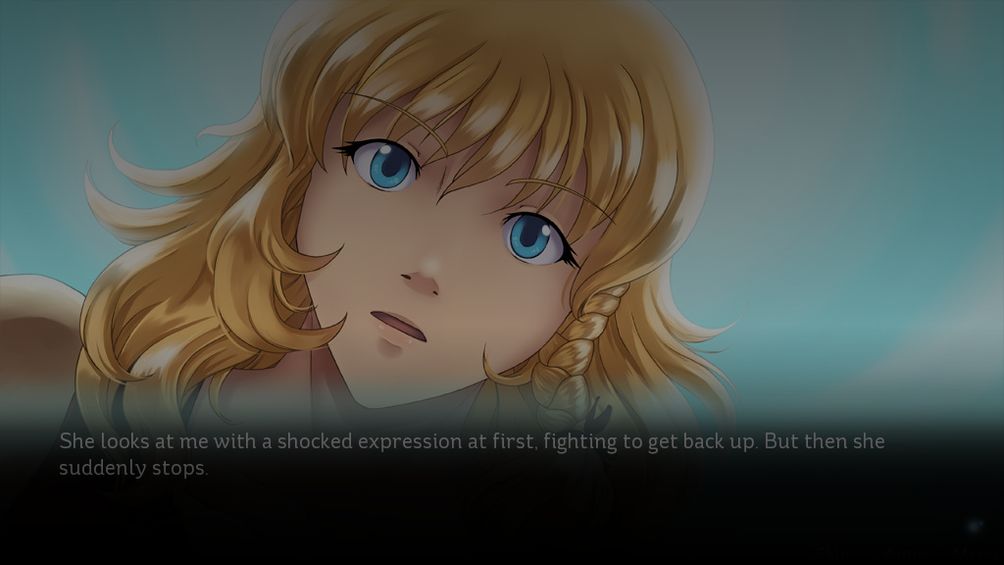 She looks at me with a shocked expression at first, fighting to get back up. But then she
suddenly stops.